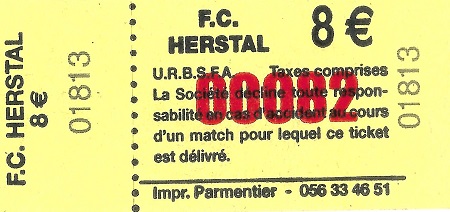 F.C. HERSTAL
8 €
01813
F.C.
HERSTAL
8 €
U.R.B.S.F.A. Taxes comprises
La Société décline toute respon-
sabilité en cas d'accident au cours
d'un match pour lequel ce ticket
est délivré.
00082
01813
Impr. Parmentier - 056 33 46 51